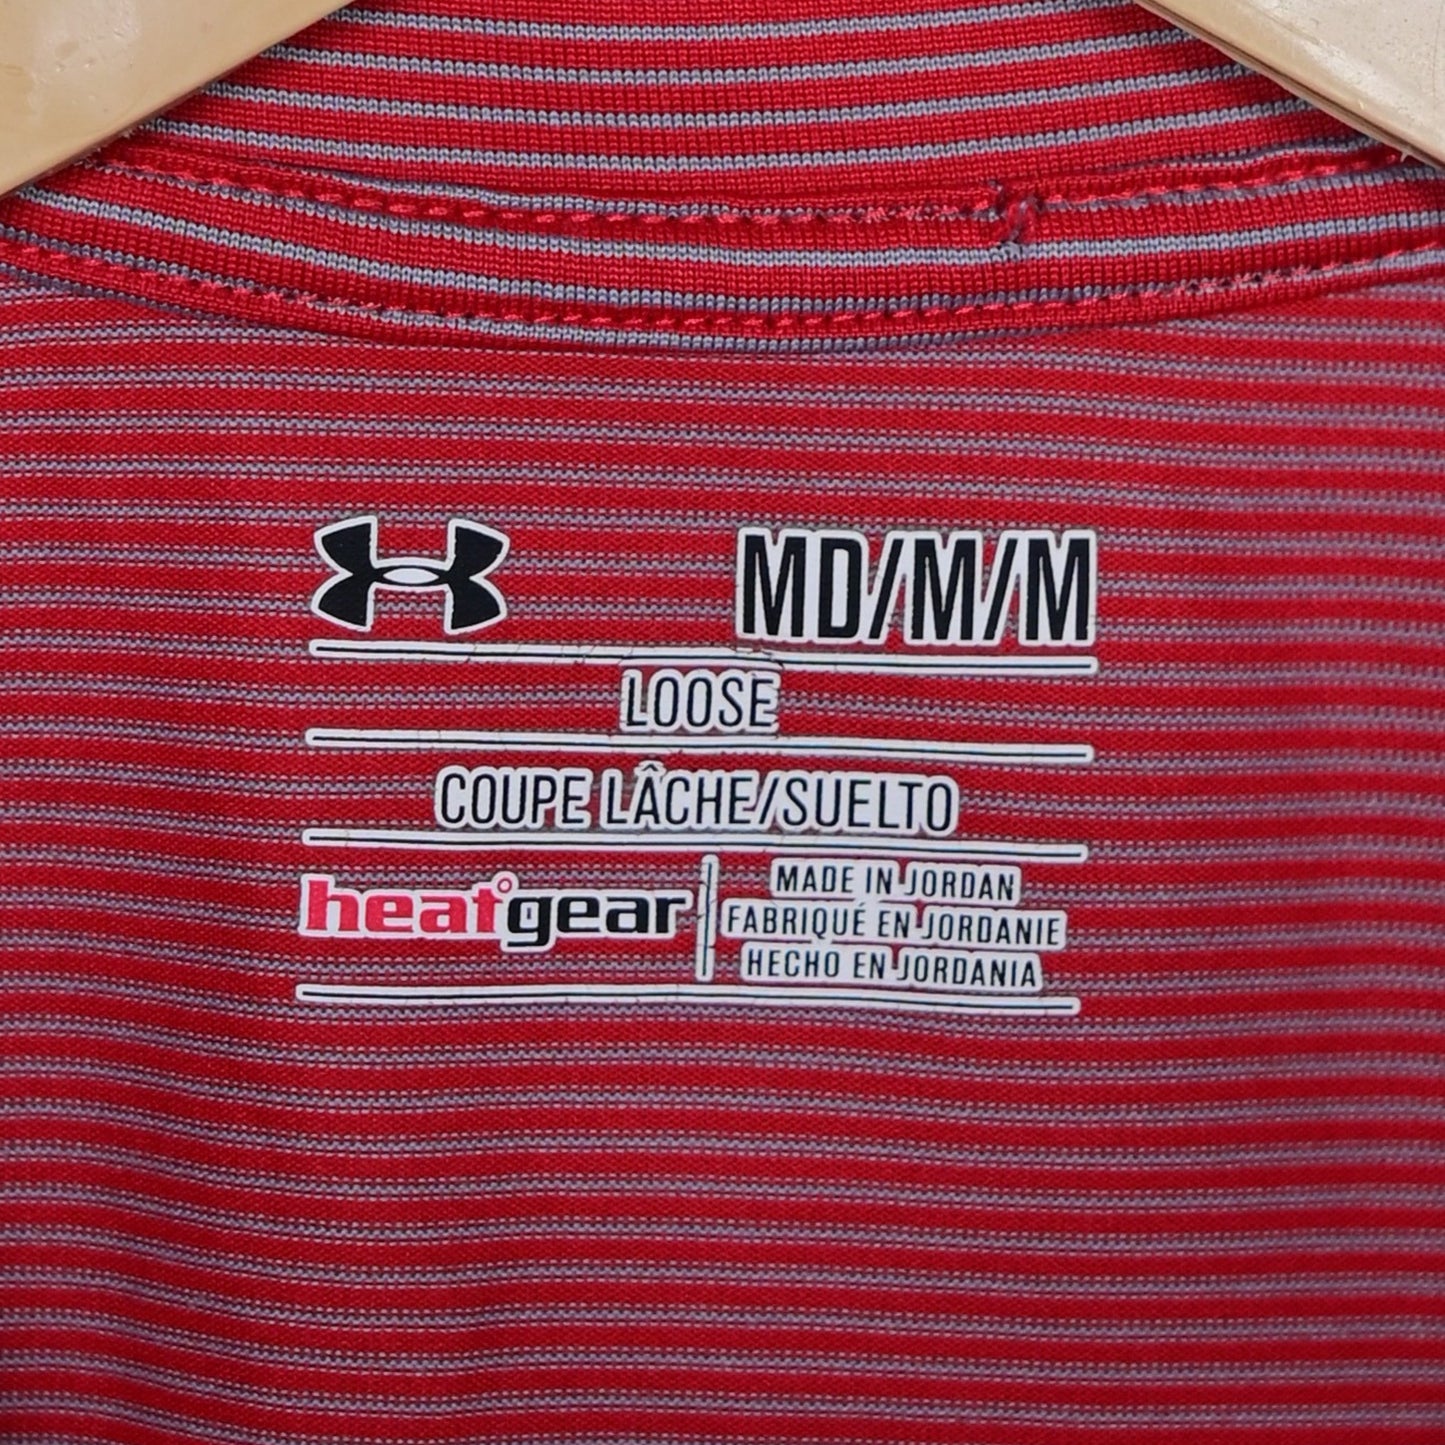 MD/M/M
LOOSE
COUPE LÂCHE/SUELTO
heatgear
MADE IN JORDAN
FABRIQUÉ EN JORDANIE
HECHO EN JORDANIA